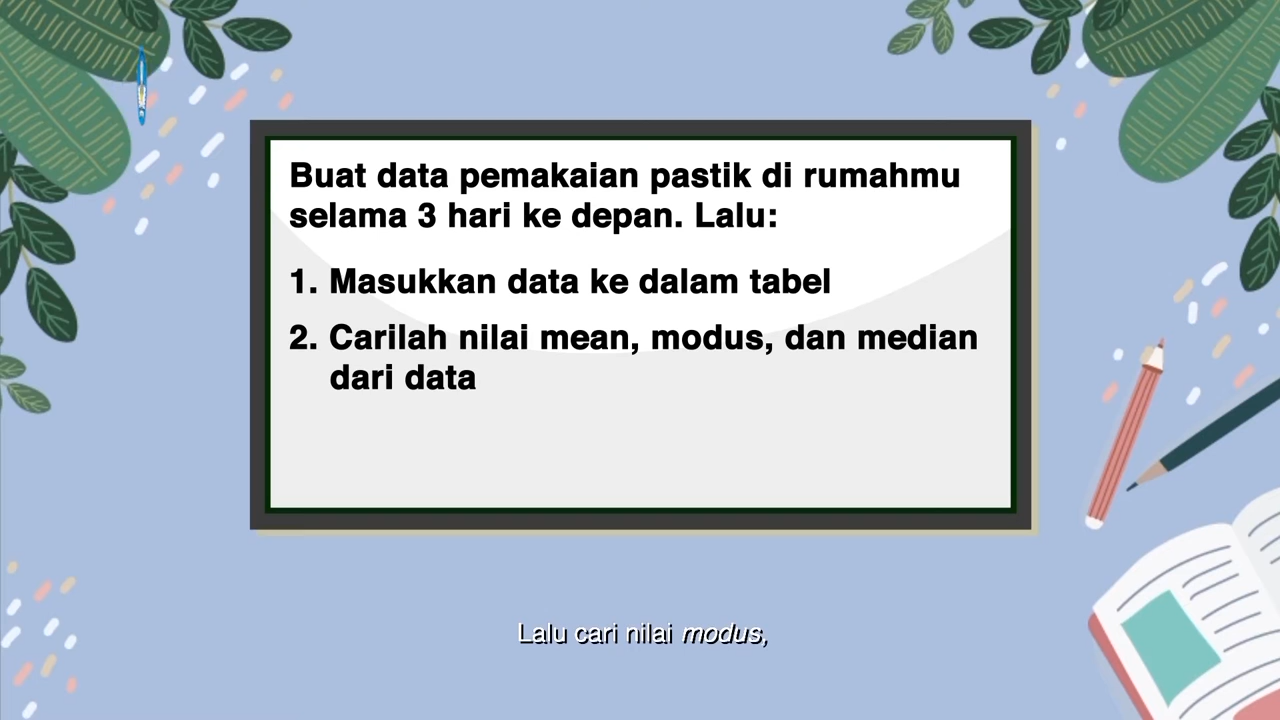 Buat data pemakaian pastik di rumahmu
selama 3 hari ke depan. Lalu:
1. Masukkan data ke dalam tabel
2. Carilah nilai mean, modus, dan median
dari data
Lalu cari nilai modus,